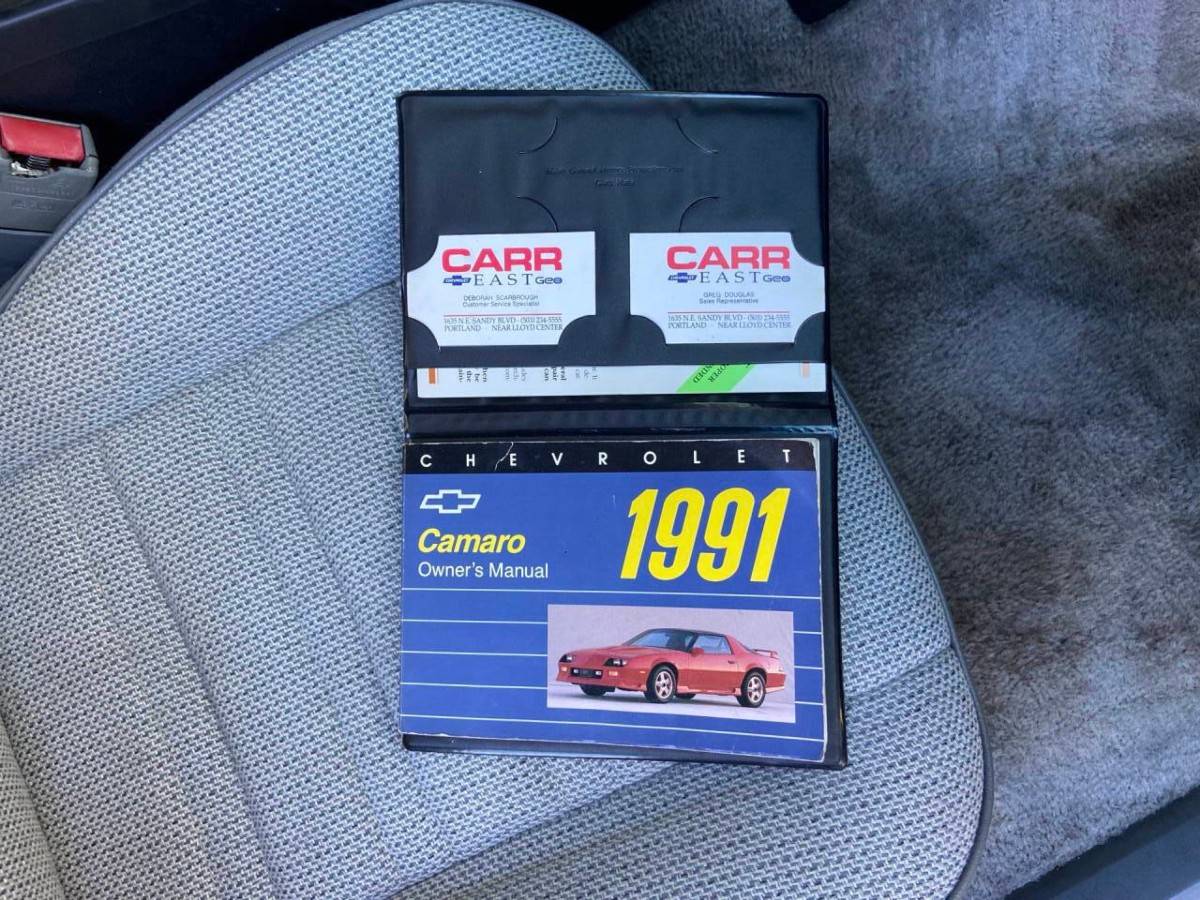 CARR
CHEVROLET EAST Geo
DEBORAH SCARBROUGH
Customer Service Specialist
1635 N.E. SANDY BLVD - (503) 234-5555
PORTLAND - NEAR LLOYD CENTER
CARR
CHEVROLET EAST Geo
GREG DOUGLAS
Sales Representative
1635 N.E. SANDY BLVD - (503) 234-5555
PORTLAND - NEAR LLOYD CENTER
CHEVROLET
1991
Camaro
Owner's Manual